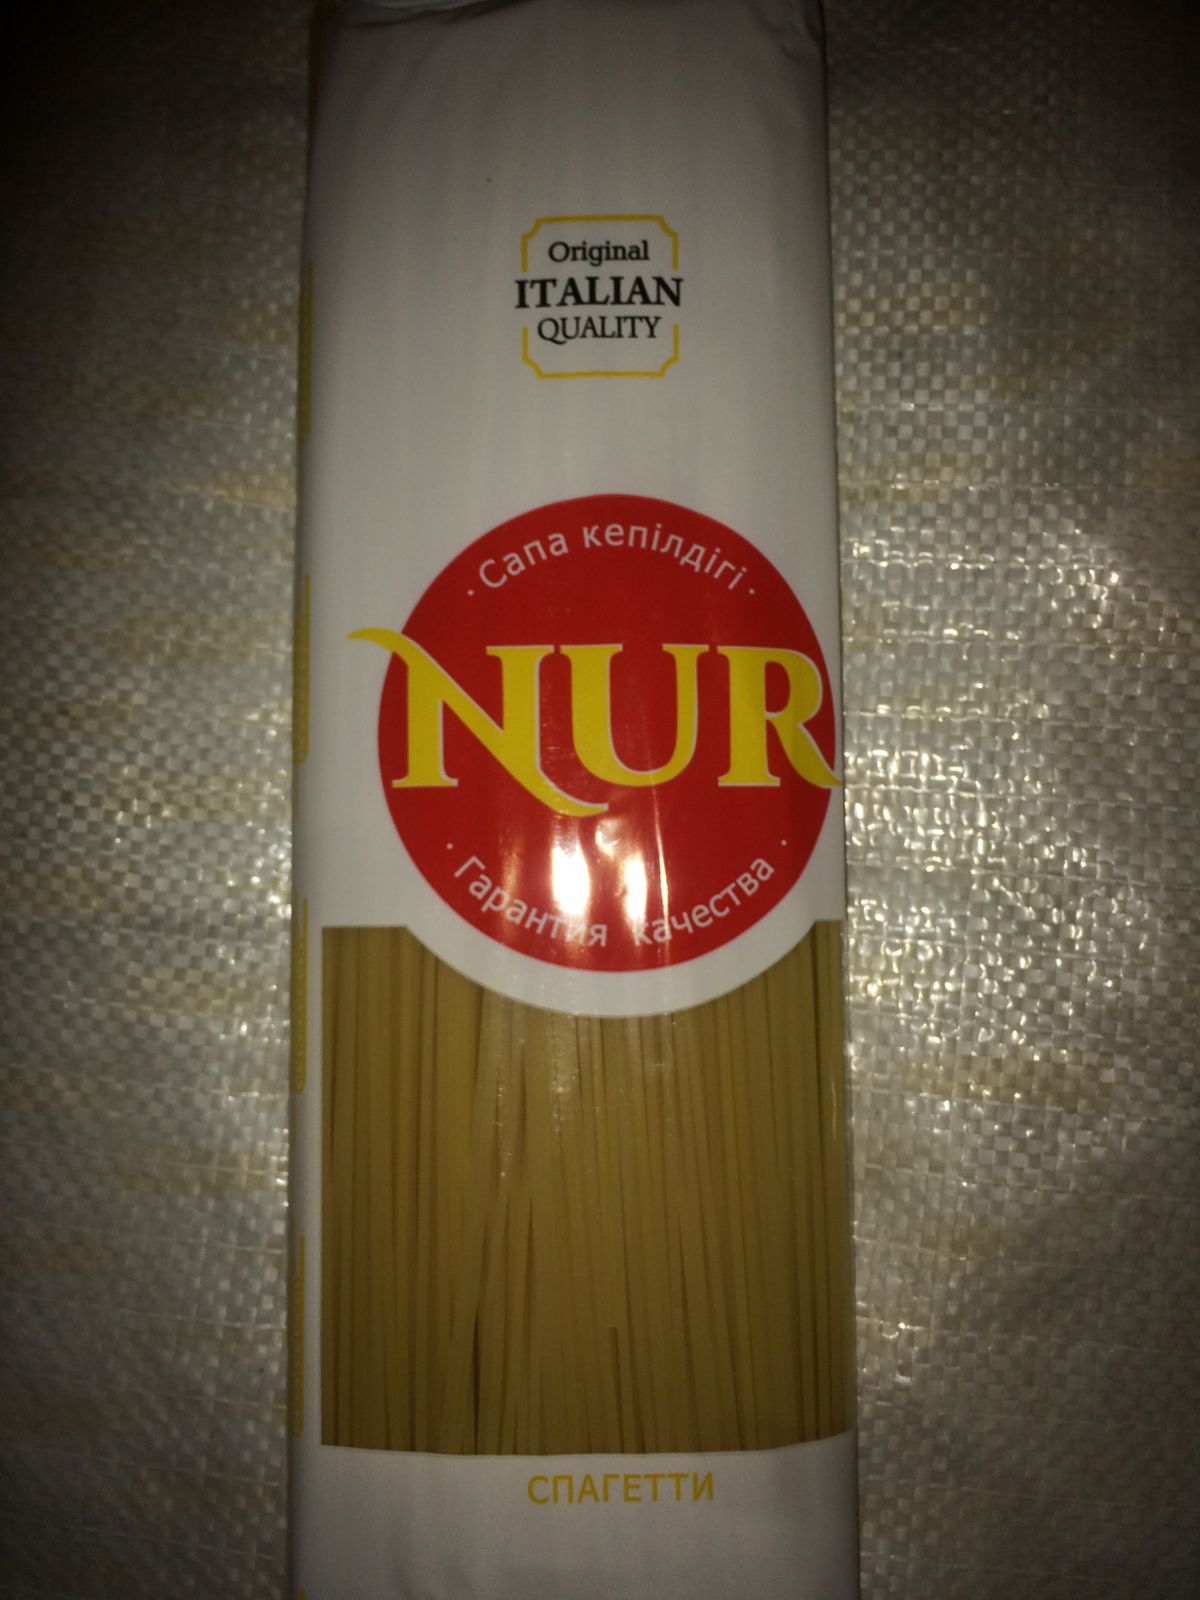 Original
ITALIAN
QUALITY
· Сапа кепілдігі ·
NUR
· Гарантия качества ·
СПАГЕТТИ